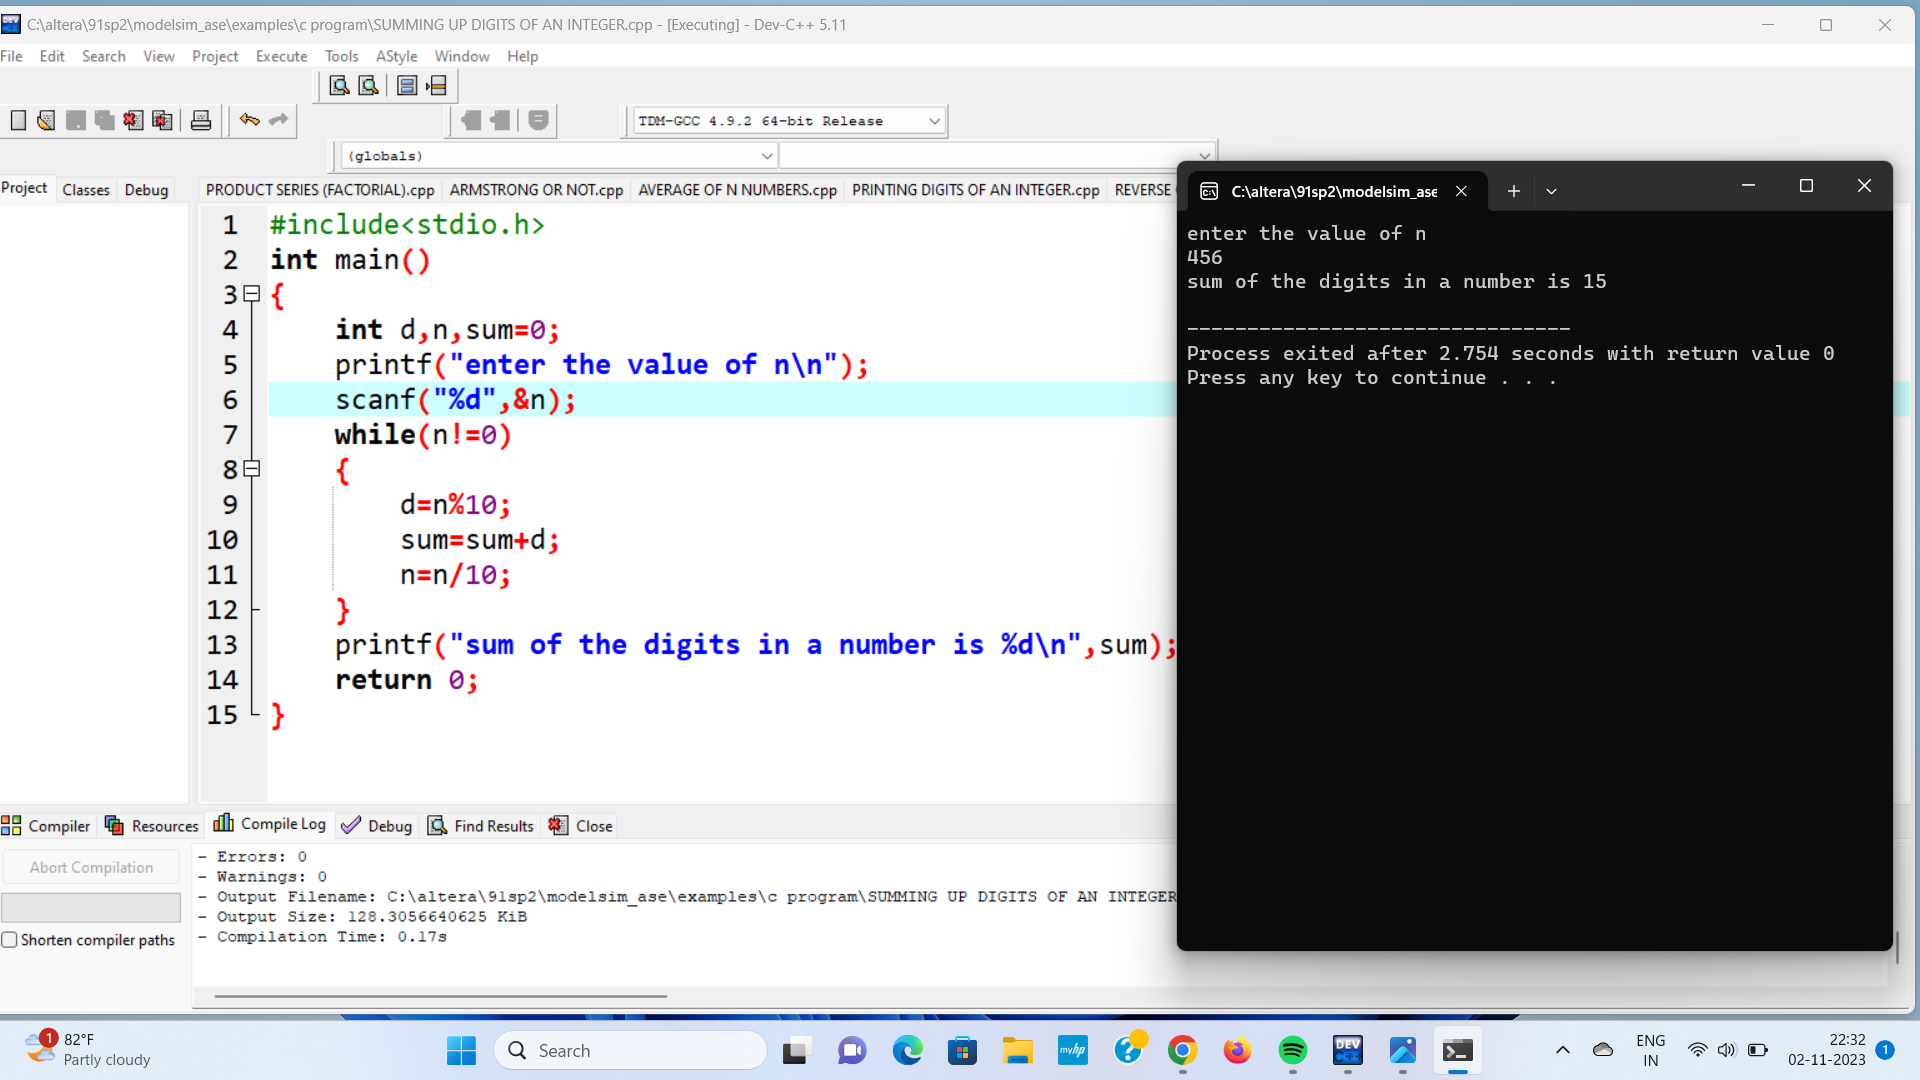 C:\altera\91sp2\modelsim_ase\examples\c program\SUMMING UP DIGITS OF AN INTEGER.cpp - [Executing] - Dev-C++ 5.11
File Edit Search View Project Execute Tools AStyle Window Help
TDM-GCC 4.9.2 64-bit Release
(globals)
Project Classes Debug
PRODUCT SERIES (FACTORIAL).cpp ARMSTRONG OR NOT.cpp AVERAGE OF N NUMBERS.cpp PRINTING DIGITS OF AN INTEGER.cpp REVERSE
1 #include<stdio.h>
2 int main()
3 {
4 int d,n,sum=0;
5 printf("enter the value of n\n");
6 scanf("%d",&n);
7 while(n!=0)
8 {
9 d=n%10;
10 sum=sum+d;
11 n=n/10;
12 }
13 printf("sum of the digits in a number is %d\n",sum);
14 return 0;
15 }
C:\altera\91sp2\modelsim_ase
enter the value of n
456
sum of the digits in a number is 15
--------------------------------
Process exited after 2.754 seconds with return value 0
Press any key to continue . . .
Compiler Resources Compile Log Debug Find Results Close
Abort Compilation
Shorten compiler paths
- Errors: 0
- Warnings: 0
- Output Filename: C:\altera\91sp2\modelsim_ase\examples\c program\SUMMING UP DIGITS OF AN INTEGER
- Output Size: 128.3056640625 KiB
- Compilation Time: 0.17s
1
82°F
Partly cloudy
Search
myhp
DEV C++
ENG
IN
22:32
02-11-2023
1